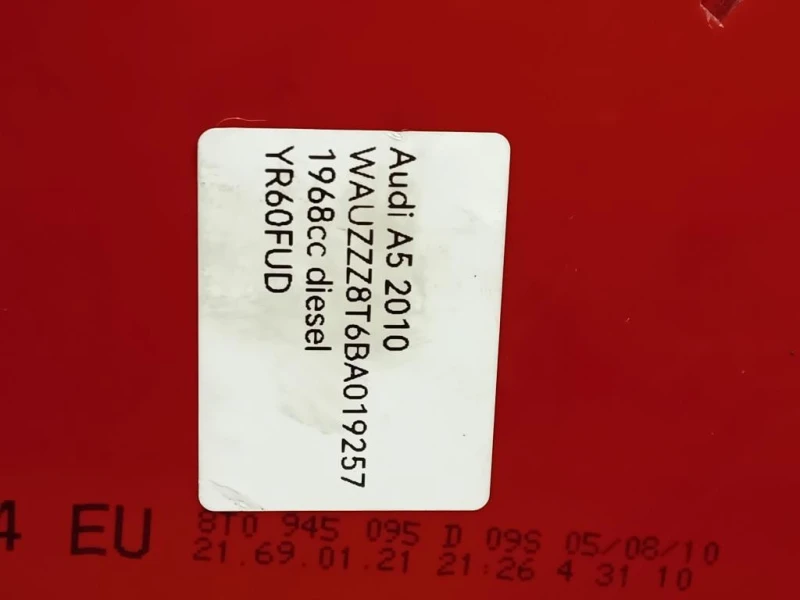 Audi A5 2010
WAUZZZ8T6BA019257
1968cc diesel
YR60FUD
4 EU
8T0 945 095 D 09S 05/08/10
21.69.01.21 21:26 4 31 10